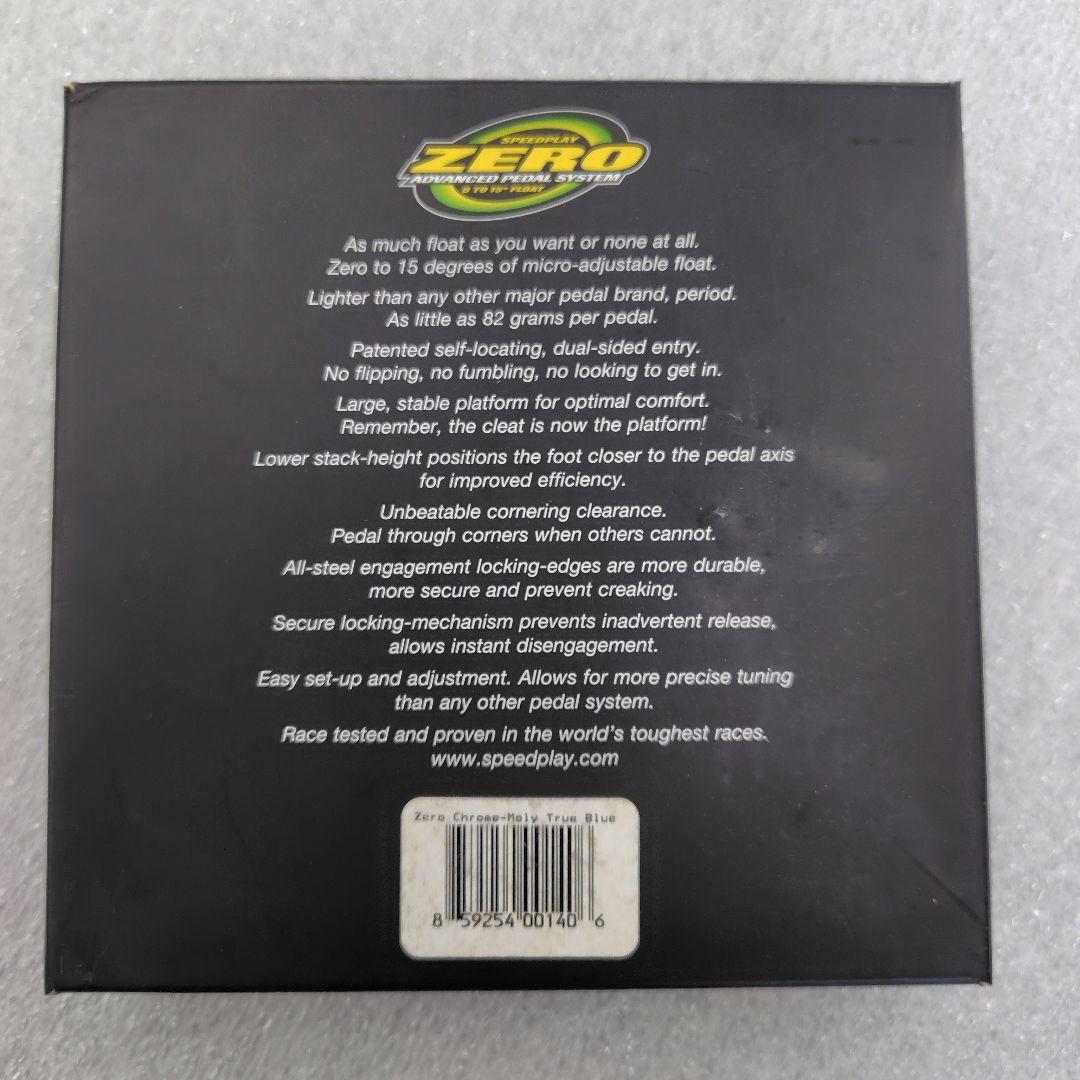 SPEEDPLAY
ZERO
ADVANCED PEDAL SYSTEM
0 TO 15° FLOAT
As much float as you want or none at all.
Zero to 15 degrees of micro-adjustable float.
Lighter than any other major pedal brand, period.
As little as 82 grams per pedal.
Patented self-locating, dual-sided entry.
No flipping, no fumbling, no looking to get in.
Large, stable platform for optimal comfort.
Remember, the cleat is now the platform!
Lower stack-height positions the foot closer to the pedal axis
for improved efficiency.
Unbeatable cornering clearance.
Pedal through corners when others cannot.
All-steel engagement locking-edges are more durable,
more secure and prevent creaking.
Secure locking-mechanism prevents inadvertent release,
allows instant disengagement.
Easy set-up and adjustment. Allows for more precise tuning
than any other pedal system.
Race tested and proven in the world's toughest races.
www.speedplay.com
Zero Chrome-Moly True Blue
8 59254 00140 6